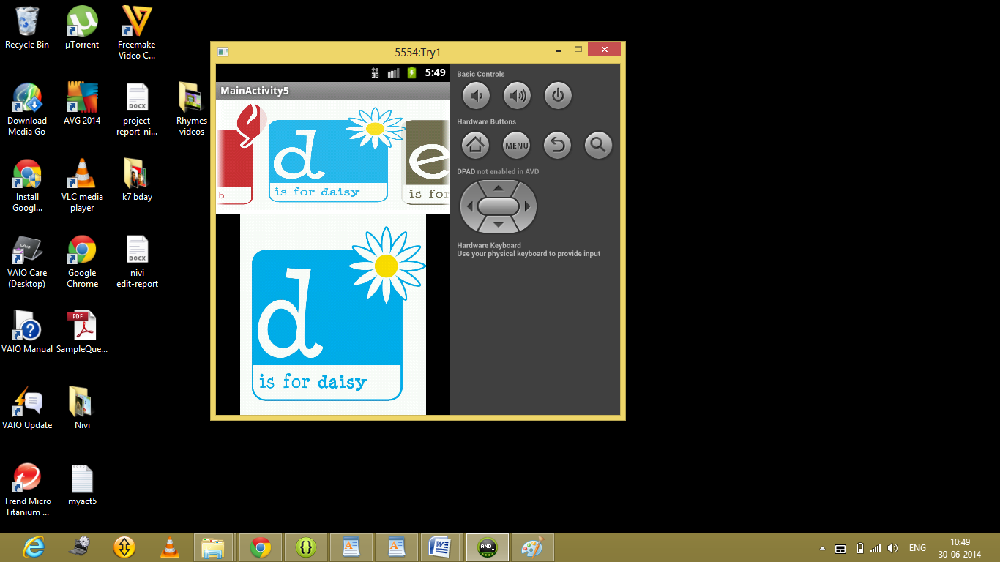 Recycle Bin
µTorrent
Freemake
Video C...
Download
Media Go
AVG 2014
project
report-ni...
Rhymes
videos
Install
Googl...
VLC media
player
k7 bday
VAIO Care
(Desktop)
Google
Chrome
nivi
edit-report
VAIO Manual
SampleQue...
VAIO Update
Nivi
Trend Micro
Titanium ...
myact5
DOCX
DOCX
PDF
VAIO
5554:Try1
3G
5:49
MainActivity5
b
d
is for daisy
e
is for
d
is for daisy
Basic Controls
Hardware Buttons
MENU
DPAD not enabled in AVD
Hardware Keyboard
Use your physical keyboard to provide input
AND_
ENG
10:49
30-06-2014